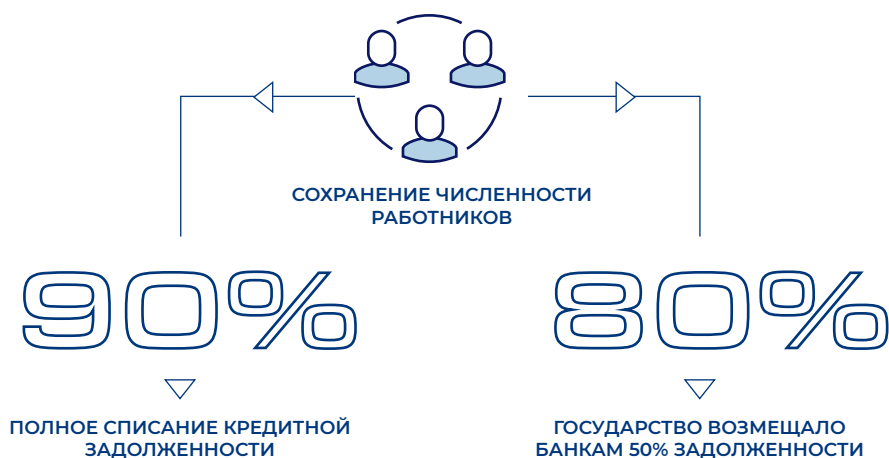 СОХРАНЕНИЕ ЧИСЛЕННОСТИ
РАБОТНИКОВ
90%
ПОЛНОЕ СПИСАНИЕ КРЕДИТНОЙ
ЗАДОЛЖЕННОСТИ
80%
ГОСУДАРСТВО ВОЗМЕЩАЛО
БАНКАМ 50% ЗАДОЛЖЕННОСТИ